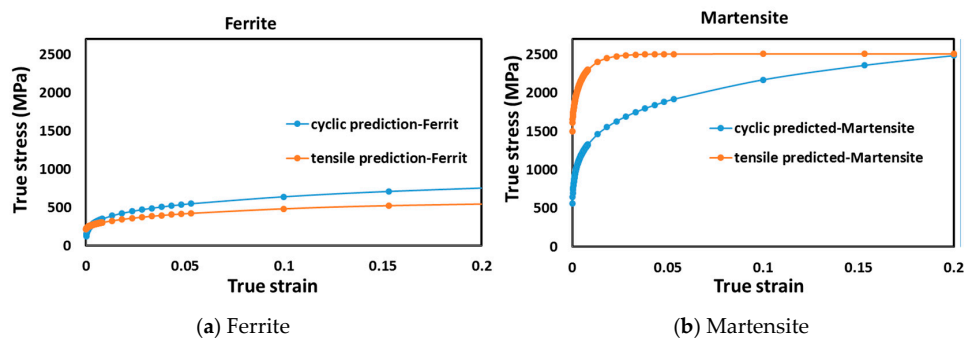 Ferrite
True stress (MPa)
2500
2000
1500
1000
500
0
cyclic prediction-Ferrit
tensile prediction-Ferrit
0
0.05
0.1
0.15
0.2
True strain
(a) Ferrite
Martensite
True stress (MPa)
2500
2000
1500
1000
500
0
cyclic predicted-Martensite
tensile predicted-Martensite
0
0.05
0.1
0.15
0.2
True strain
(b) Martensite